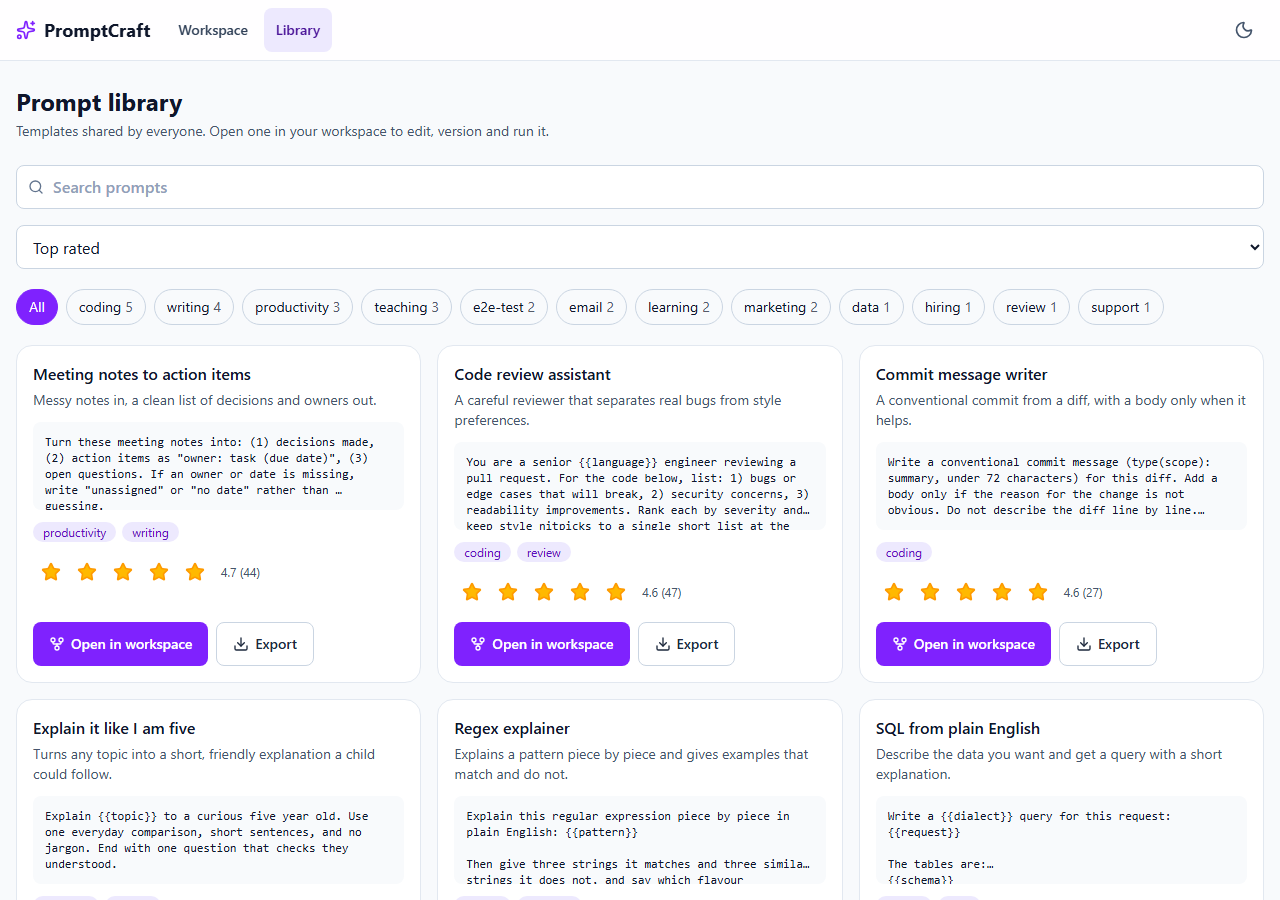 PromptCraft Workspace Library
Prompt library
Templates shared by everyone. Open one in your workspace to edit, version and run it.
Search prompts
Top rated
All coding 5 writing 4 productivity 3 teaching 3 e2e-test 2 email 2 learning 2 marketing 2 data 1 hiring 1 review 1 support 1
Meeting notes to action items
Messy notes in, a clean list of decisions and owners out.
Turn these meeting notes into: (1) decisions made,
(2) action items as "owner: task (due date)", (3)
open questions. If an owner or date is missing,
write "unassigned" or "no date" rather than …
guessing.
productivity writing
4.7 (44)
Open in workspace Export
Code review assistant
A careful reviewer that separates real bugs from style
preferences.
You are a senior {{language}} engineer reviewing a
pull request. For the code below, list: 1) bugs or
edge cases that will break, 2) security concerns, 3)
readability improvements. Rank each by severity and…
keep style nitpicks to a single short list at the
coding review
4.6 (47)
Open in workspace Export
Commit message writer
A conventional commit from a diff, with a body only when it
helps.
Write a conventional commit message (type(scope):
summary, under 72 characters) for this diff. Add a
body only if the reason for the change is not
obvious. Do not describe the diff line by line.…
coding
4.6 (27)
Open in workspace Export
Explain it like I am five
Turns any topic into a short, friendly explanation a child
could follow.
Explain {{topic}} to a curious five year old. Use
one everyday comparison, short sentences, and no
jargon. End with one question that checks they
understood.
Regex explainer
Explains a pattern piece by piece and gives examples that
match and do not.
Explain this regular expression piece by piece in
plain English: {{pattern}}
Then give three strings it matches and three simila…
strings it does not, and say which flavour
SQL from plain English
Describe the data you want and get a query with a short
explanation.
Write a {{dialect}} query for this request:
{{request}}
The tables are:…
{{schema}}